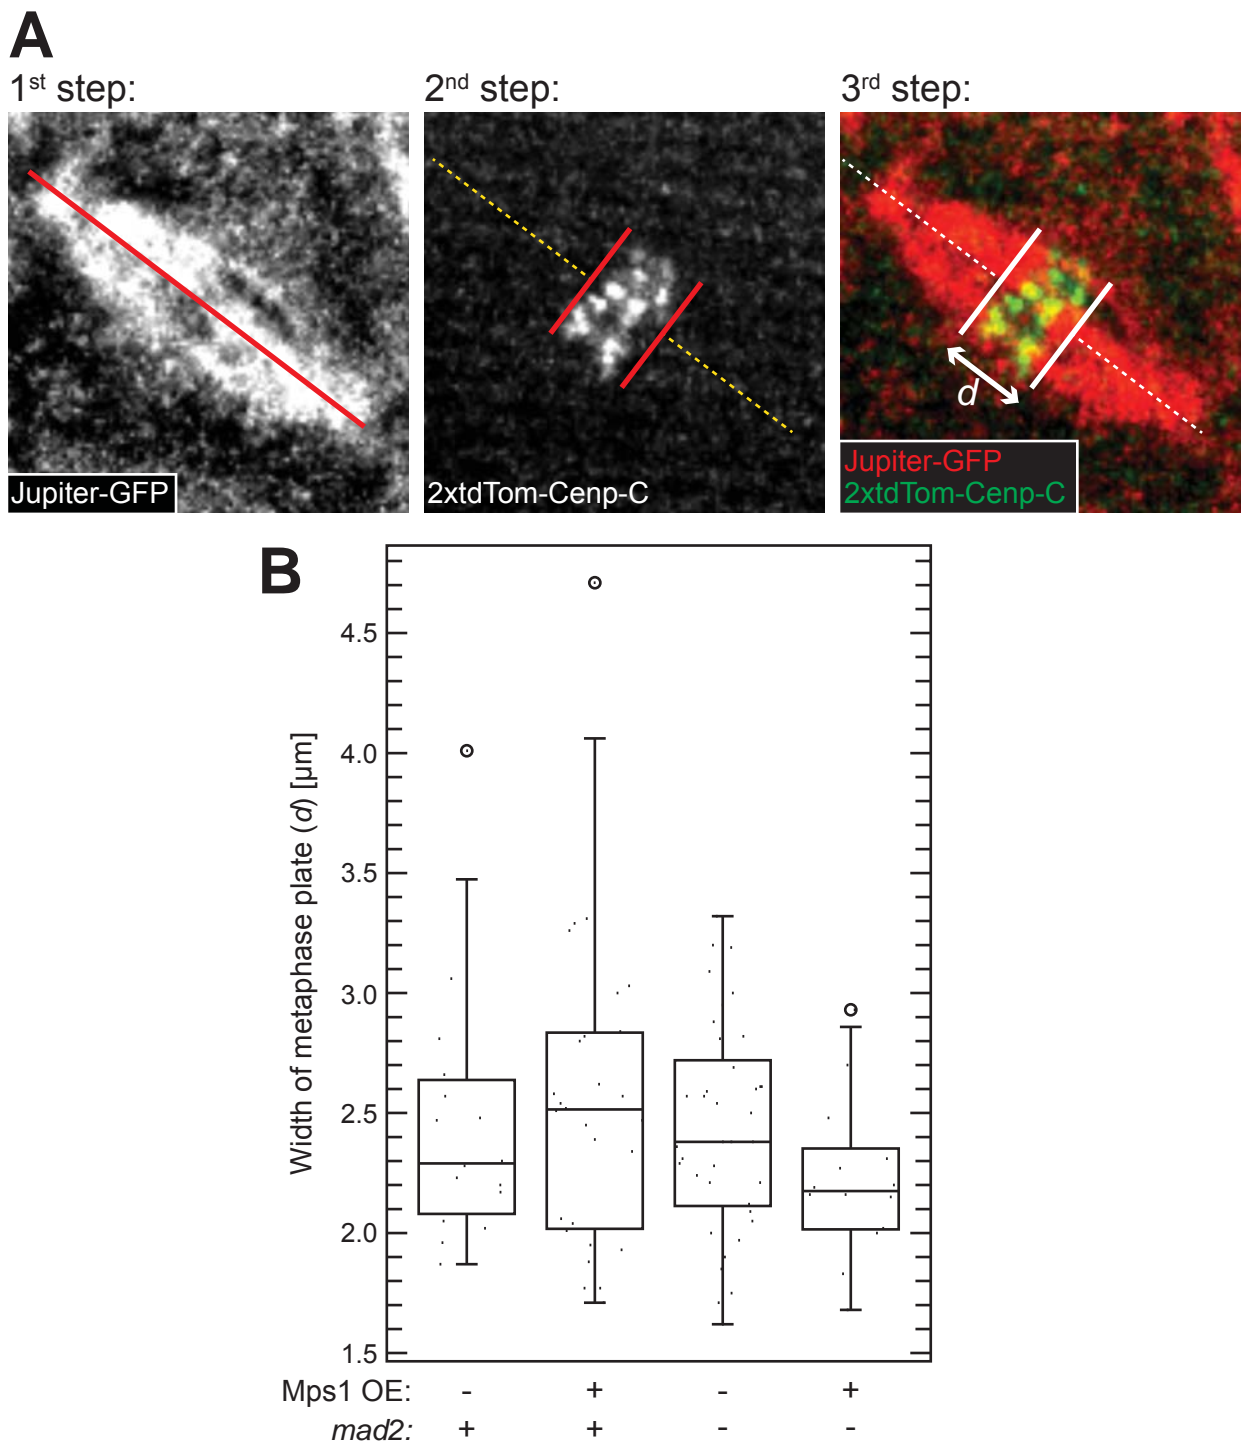 A
1st step:
2nd step:
3rd step:
Jupiter-GFP
2xtdTom-Cenp-C
d
Jupiter-GFP
2xtdTom-Cenp-C
B
Width of metaphase plate (d) [µm]
4.5
4.0
3.5
3.0
2.5
2.0
1.5
Mps1 OE: - + - +
mad2: + + - -